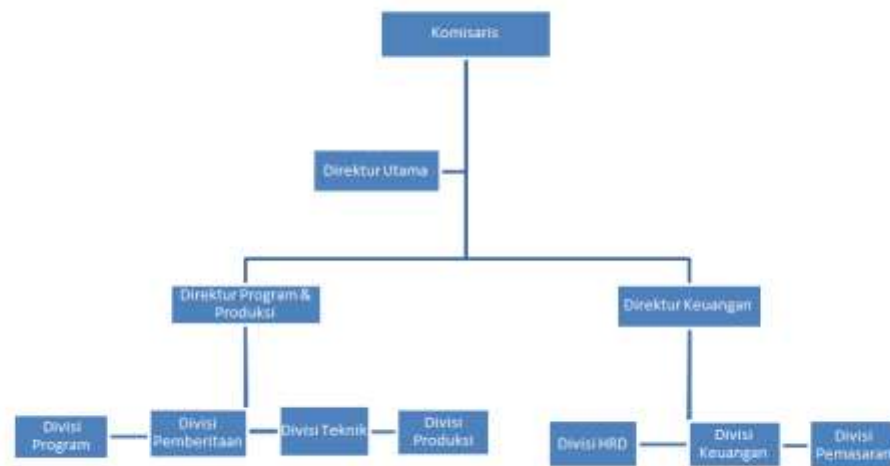 Komisaris
Direktur Utama
Direktur Program &
Produksi
Direktur Keuangan
Divisi
Program
Divisi
Pemberitaan
Divisi Teknik
Divisi
Produksi
Divisi HRD
Divisi
Keuangan
Divisi
Pemasaran